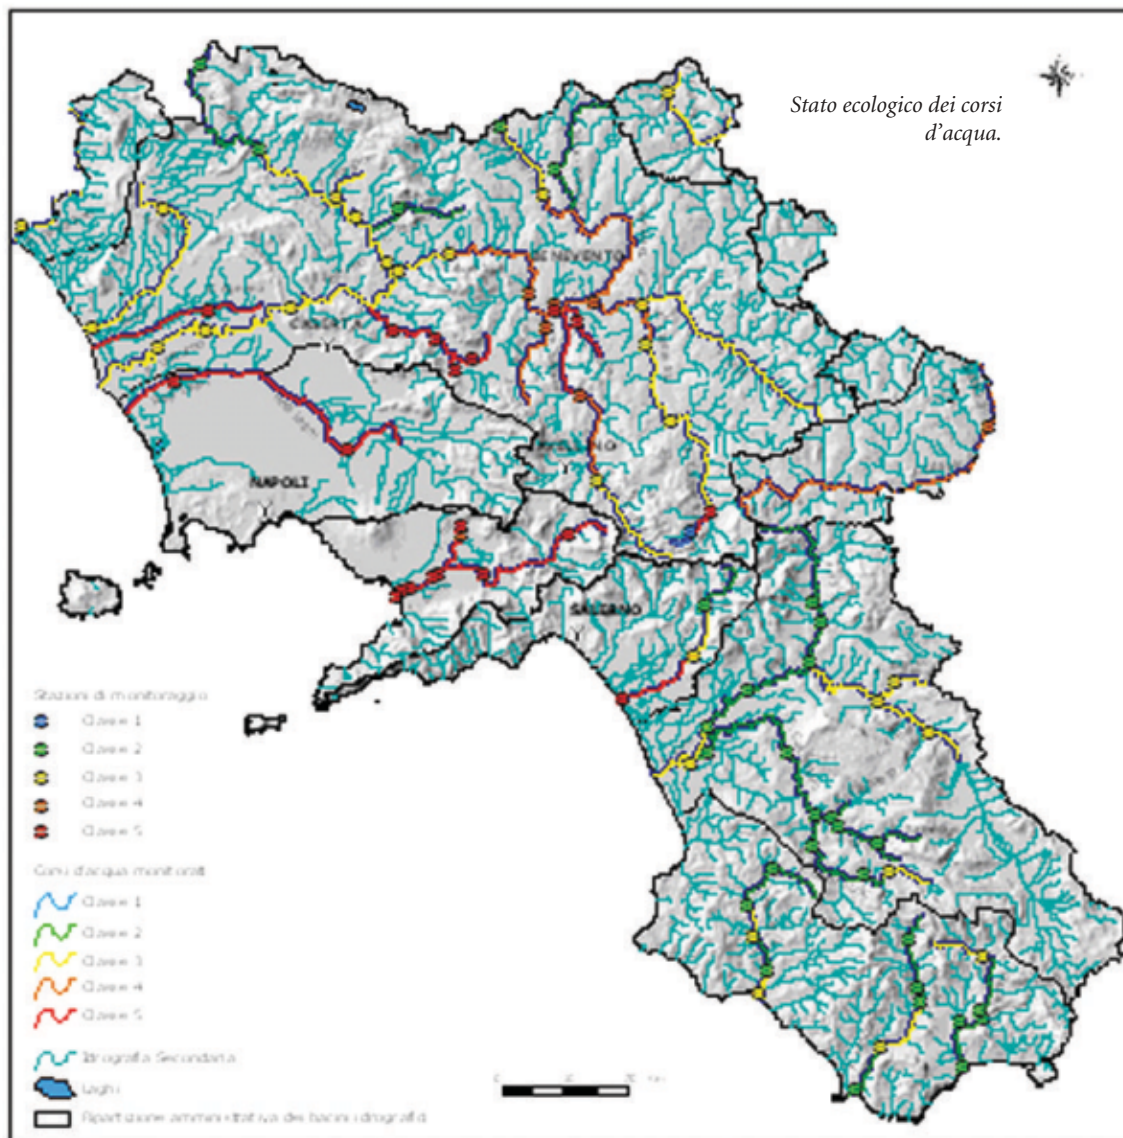 Stato ecologico dei corsi
d'acqua.
BENEVENTO
CASERTA
AVELLINO
NAPOLI
SALERNO
Stazioni di monitoraggio
Classe 1
Classe 2
Classe 3
Classe 4
Classe 5
Corsi d'acqua monitorati
Classe 1
Classe 2
Classe 3
Classe 4
Classe 5
Idrografia Secondaria
Laghi
Ripartizione amministrativa dei bacini idrografici